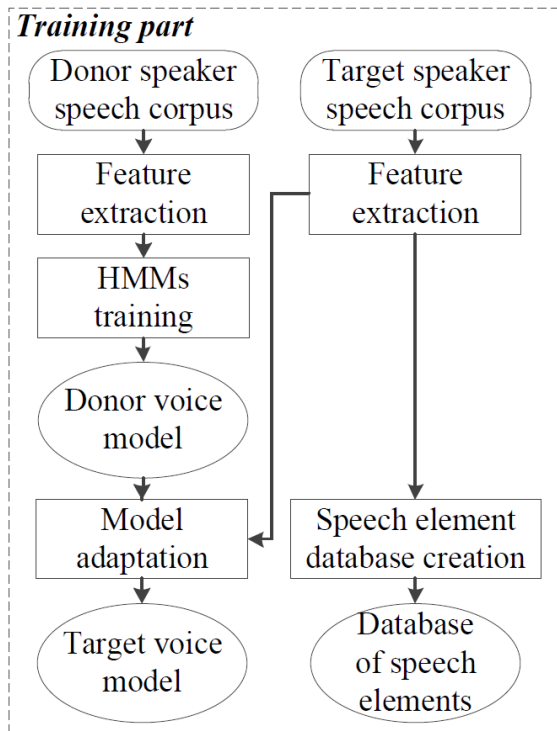 Training part
Donor speaker
speech corpus
Target speaker
speech corpus
Feature
extraction
Feature
extraction
HMMs
training
Donor voice
model
Model
adaptation
Speech element
database creation
Target voice
model
Database
of speech
elements